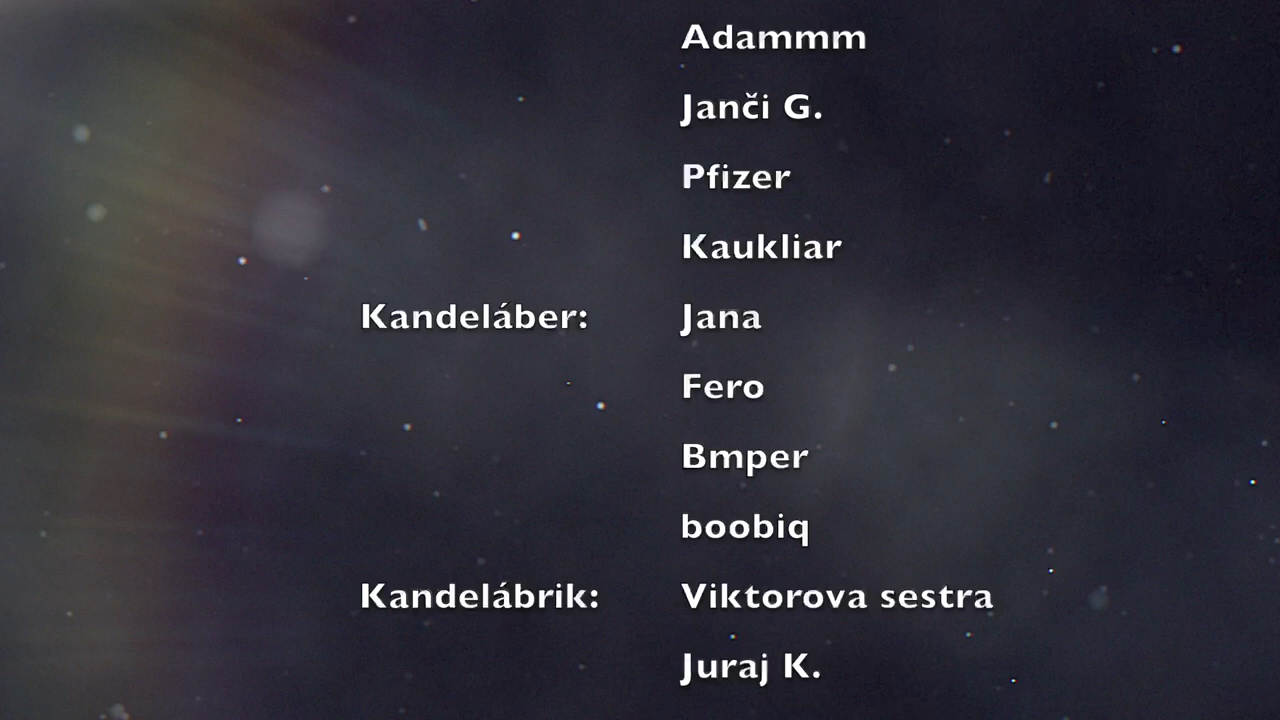 Adammm
Janči G.
Pfizer
Kaukliar
Kandeláber: Jana
Fero
Bmper
boobiq
Kandelábrik: Viktorova sestra
Juraj K.